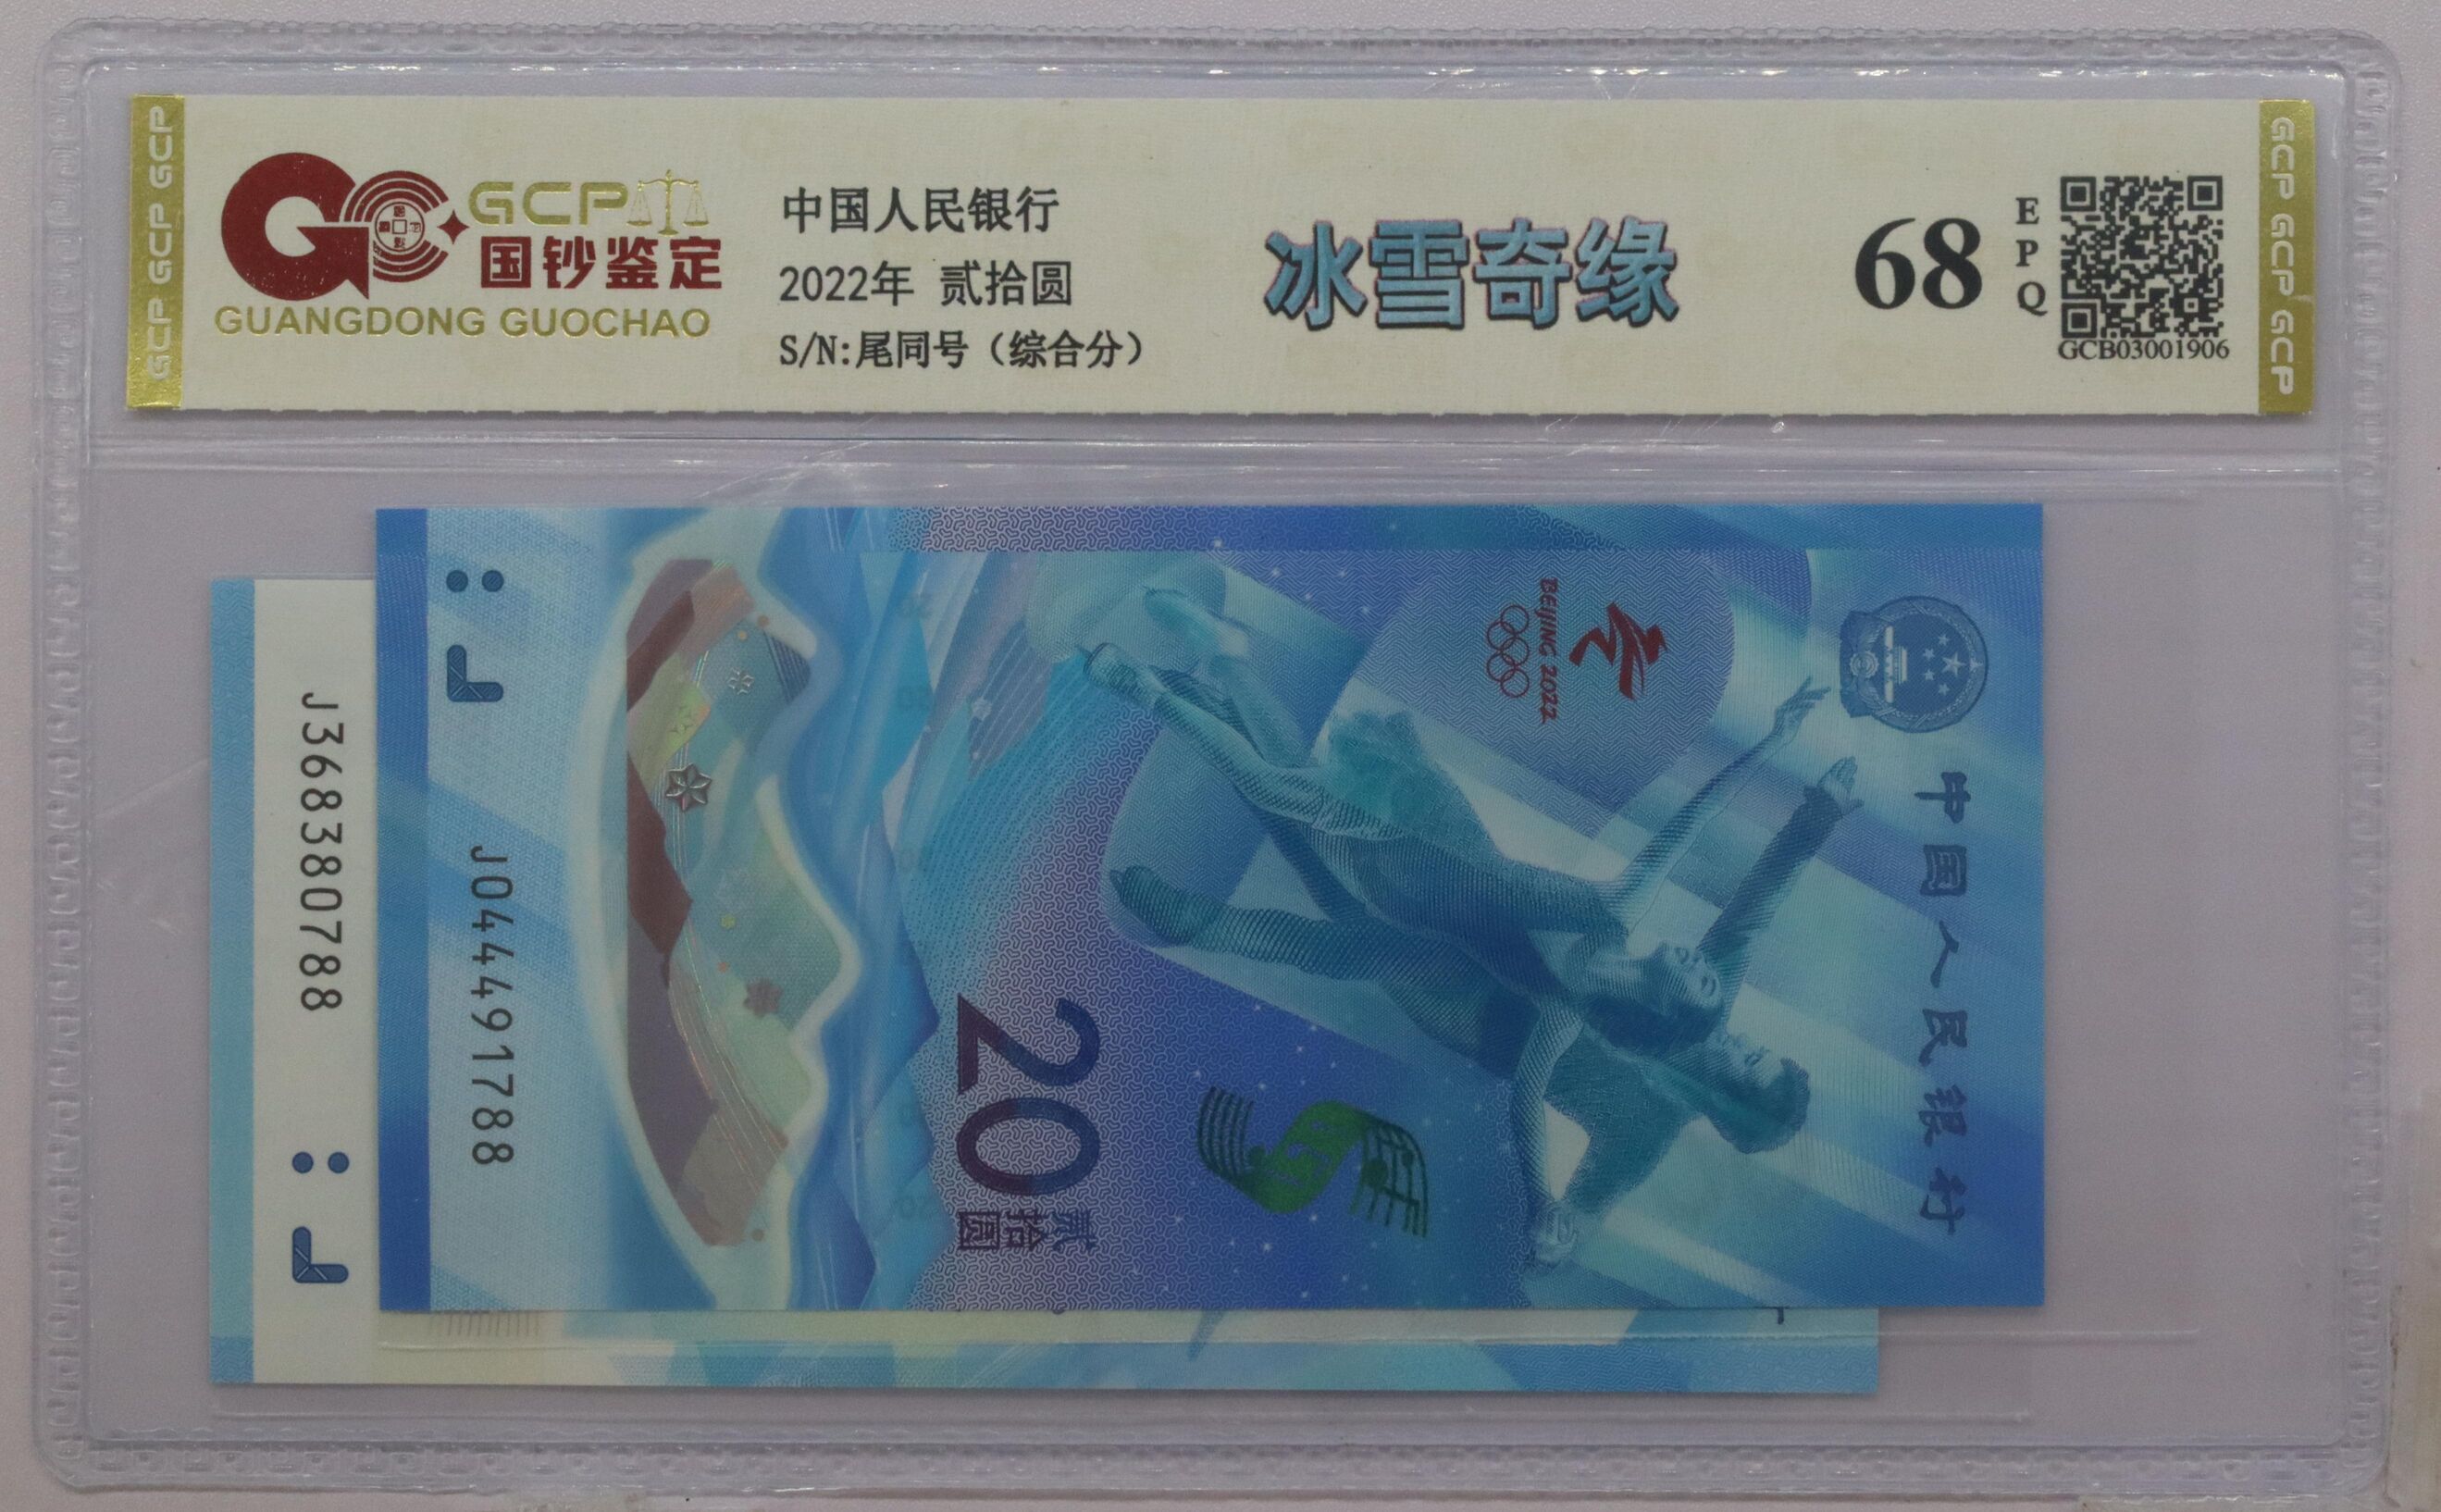 GCP GCP GCP
GCP
国钞鉴定
GUANGDONG GUOCHAO
中国人民银行
2022年 贰拾圆
S/N:尾同号（综合分）
冰雪奇缘
68
EPQ
GCB03001906
GCP GCP GCP
中国人民银行
BEIJING 2022
20
贰拾圆
J044491788
J368380788